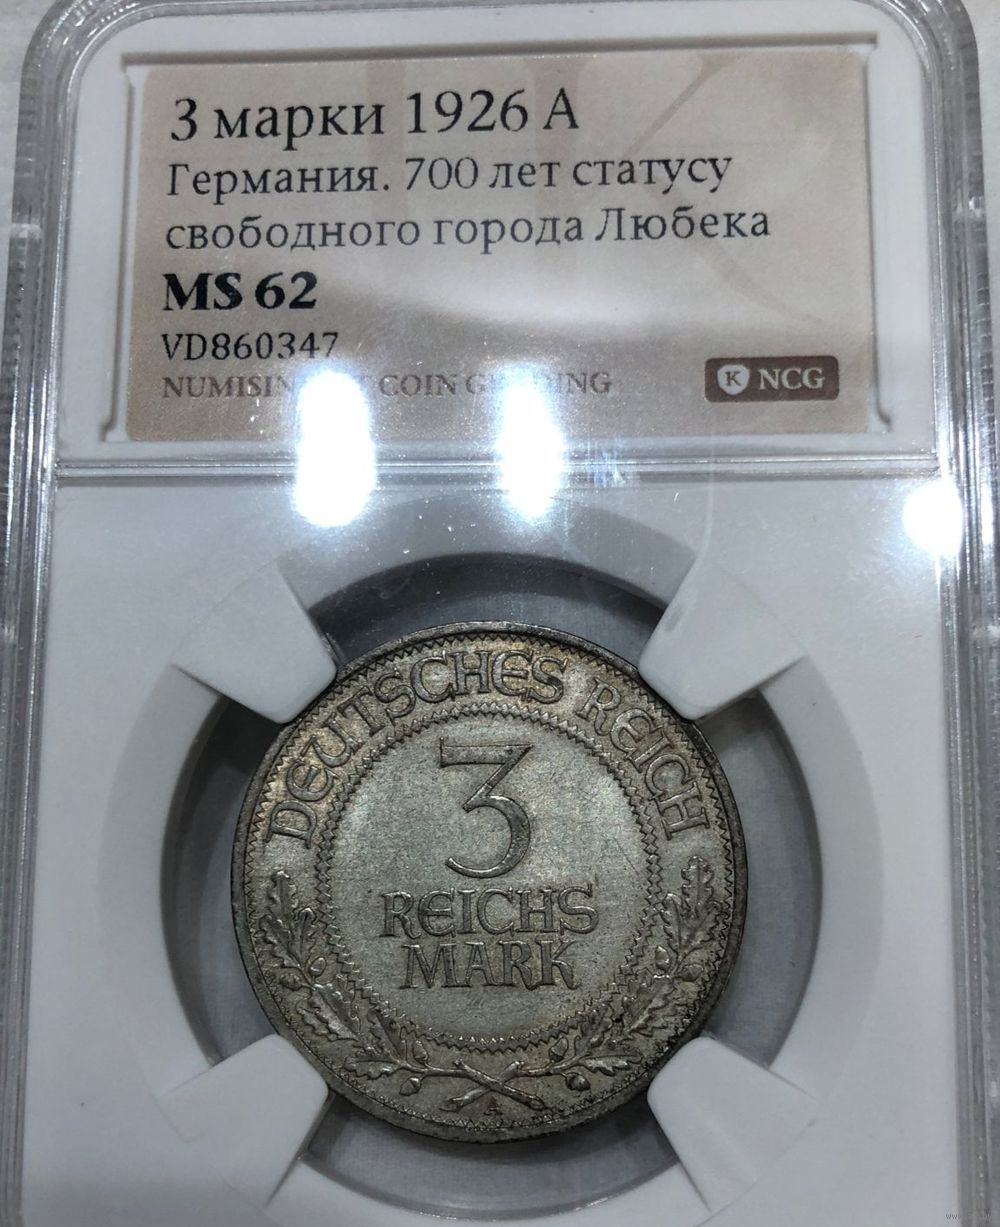 3 марки 1926 А
Германия. 700 лет статусу
свободного города Любека
MS 62
VD860347
COIN
K NCG
DEUTSCHES REICH
3
REICHS
MARK
A